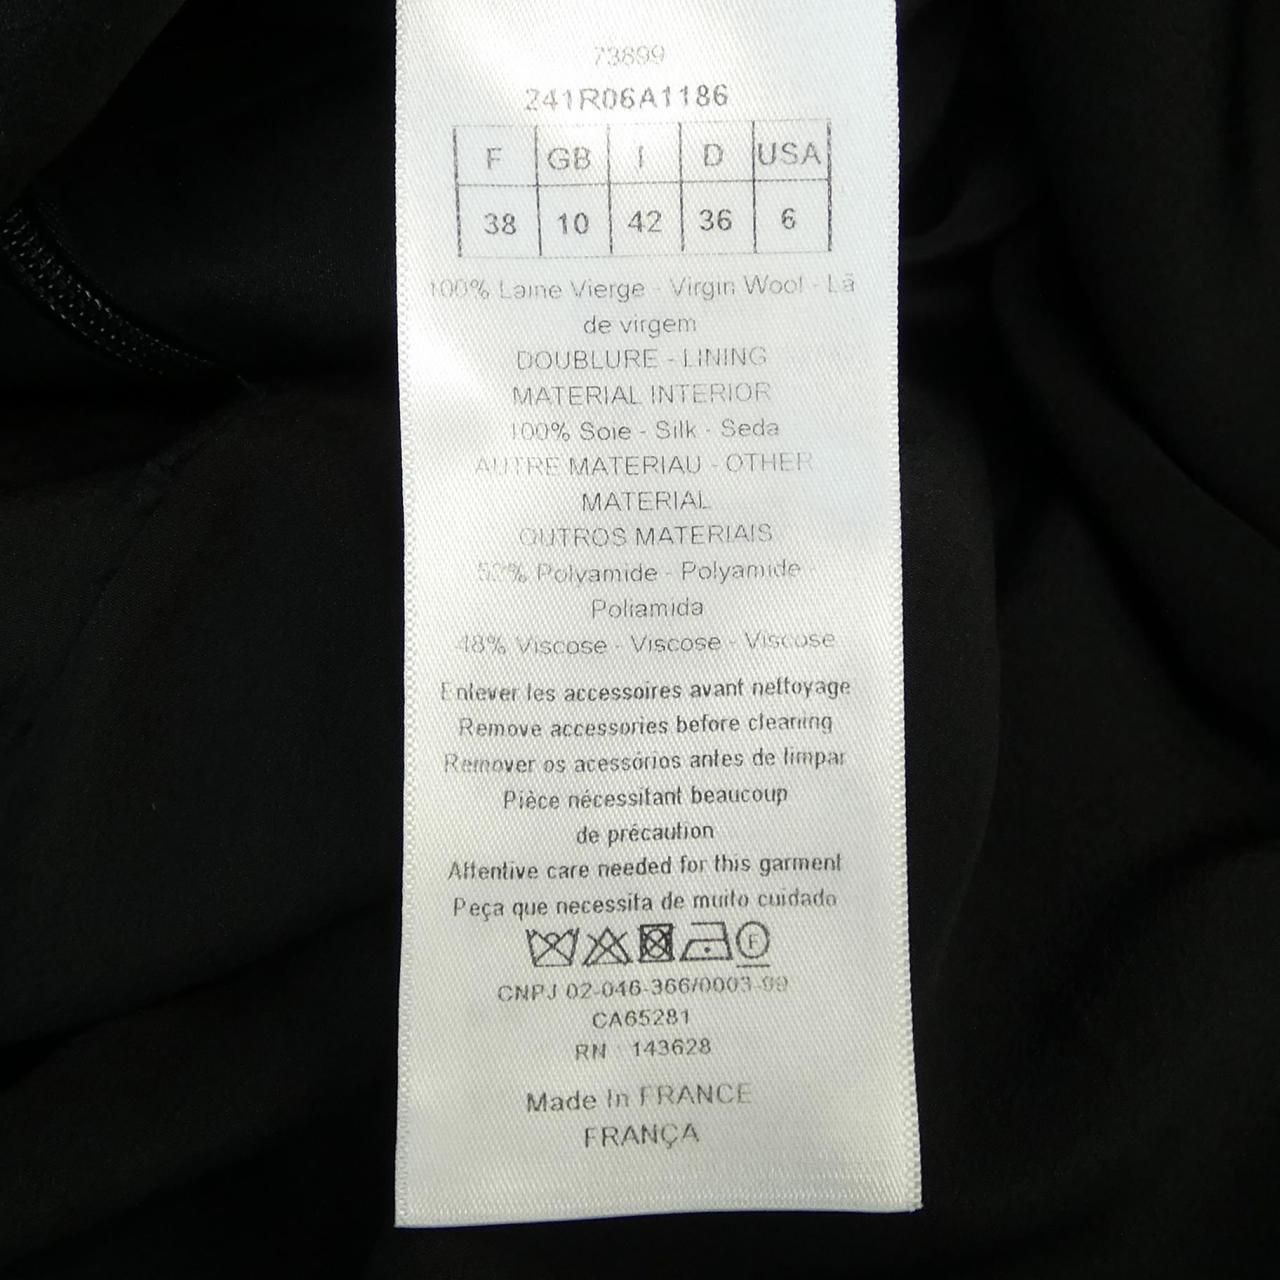 73899
241R06A1186
F GB I D USA
38 10 42 36 6
100% Laine Vierge - Virgin Wool - Lã
de virgem
DOUBLURE - LINING
MATERIAL INTERIOR
100% Soie - Silk - Seda
AUTRE MATERIAU - OTHER
MATERIAL
OUTROS MATERIAIS
52% Polyamide - Polyamide -
Poliamida
48% Viscose - Viscose - Viscose
Enlever les accessoires avant nettoyage
Remove accessories before cleaning
Remover os acessórios antes de limpar
Pièce nécessitant beaucoup
de précaution
Attentive care needed for this garment
Peça que necessita de muito cuidado
F
CNPJ 02-046-366/0003-99
CA65281
RN : 143628
Made In FRANCE
FRANÇA